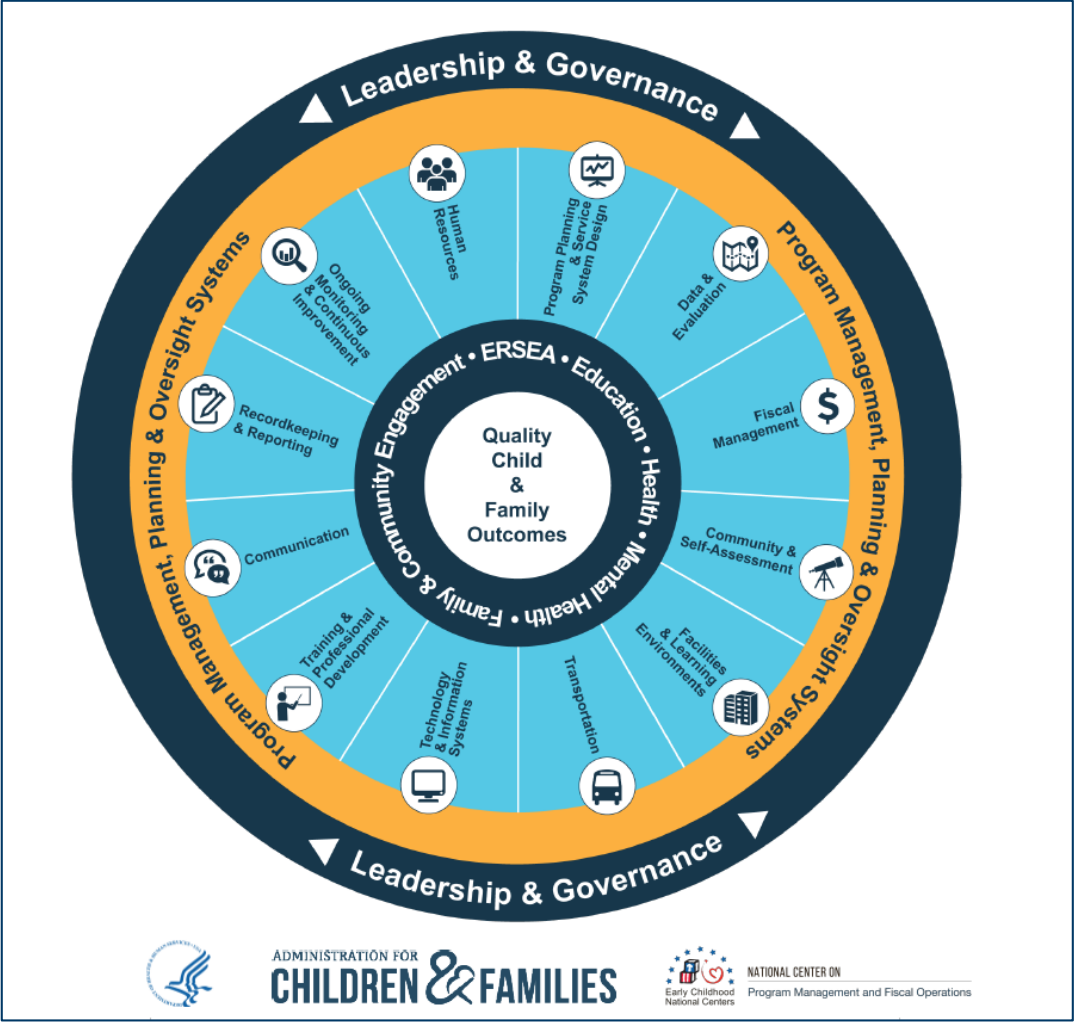 Leadership & Governance
Program Management, Planning & Oversight Systems
Program Management, Planning & Oversight Systems
Human
Resources
Program Planning
& Service
System Design
Data &
Evaluation
Fiscal
Management
Community &
Self-Assessment
Facilities
& Learning
Environments
Transportation
Technology
& Information
Systems
Training &
Professional
Development
Communication
Recordkeeping
& Reporting
Ongoing
Monitoring
& Continuous
Improvement
ERSEA • Education • Health • Mental Health • Family & Community Engagement •
Quality
Child
&
Family
Outcomes
Leadership & Governance
ADMINISTRATION FOR
CHILDREN & FAMILIES
Early Childhood
National Centers
NATIONAL CENTER ON
Program Management and Fiscal Operations